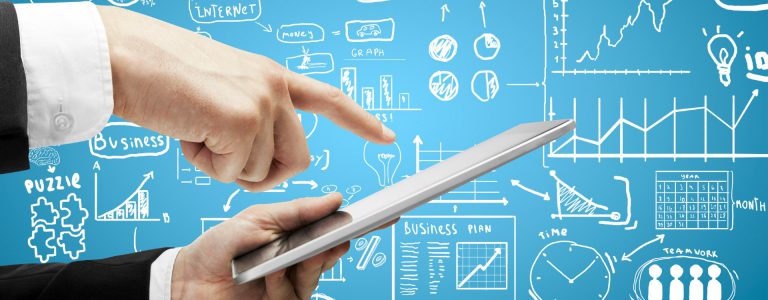 INTERNET
money
GRAPH
Business
PUZZLE
A
B
BUSINESS PLAN
TIME
YEAR
MONTH
TEAMWORK